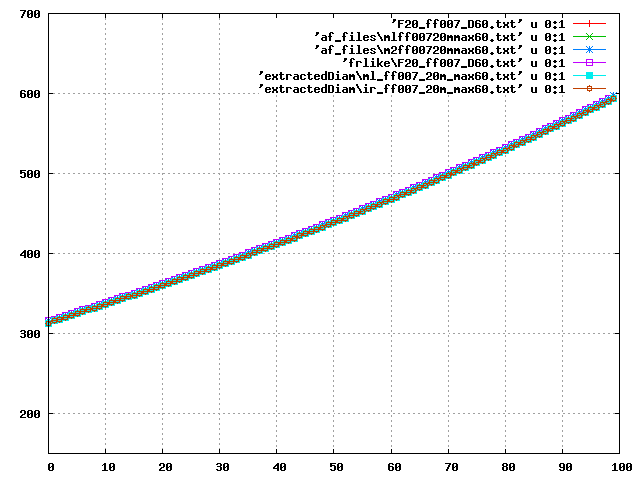 700
600
500
400
300
200
'F20_ff007_D60.txt' u 0:1
'af_files\mlff00720mmax60.txt' u 0:1
'af_files\m2ff00720mmax60.txt' u 0:1
'frlike\F20_ff007_D60.txt' u 0:1
'extractedDiam\ml_ff007_20m_max60.txt' u 0:1
'extractedDiam\ir_ff007_20m_max60.txt' u 0:1
0 10 20 30 40 50 60 70 80 90 100